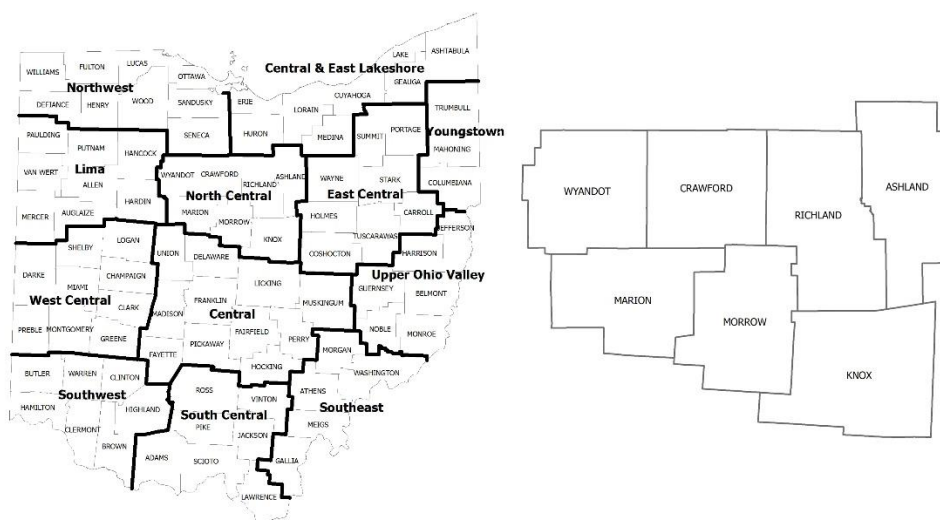 LAKE
ASHTABULA
LUCAS
FULTON
WILLIAMS
Central & East Lakeshore
OTTAWA
GEAUGA
Northwest
CUYAHOGA
SANDUSKY
ERIE
DEFIANCE
HENRY
WOOD
LORAIN
TRUMBULL
HURON
MEDINA
SUMMIT
PORTAGE
Youngstown
PAULDING
SENECA
PUTNAM
HANCOCK
MAHONING
Lima
VAN WERT
ALLEN
WYANDOT
CRAWFORD
RICHLAND
ASHLAND
WAYNE
STARK
COLUMBIANA
North Central
East Central
HARDIN
MERCER
AUGLAIZE
MARION
MORROW
KNOX
HOLMES
CARROLL
JEFFERSON
TUSCARAWAS
SHELBY
LOGAN
UNION
DELAWARE
COSHOCTON
HARRISON
DARKE
CHAMPAIGN
LICKING
Upper Ohio Valley
MIAMI
GUERNSEY
BELMONT
West Central
CLARK
FRANKLIN
MUSKINGUM
MADISON
Central
PREBLE
MONTGOMERY
GREENE
FAIRFIELD
PICKAWAY
PERRY
NOBLE
MONROE
FAYETTE
MORGAN
HOCKING
WASHINGTON
BUTLER
WARREN
CLINTON
ROSS
VINTON
ATHENS
Southwest
HAMILTON
HIGHLAND
South Central
Southeast
CLERMONT
PIKE
MEIGS
BROWN
JACKSON
ADAMS
SCIOTO
GALLIA
LAWRENCE
WYANDOT
CRAWFORD
RICHLAND
ASHLAND
MARION
MORROW
KNOX